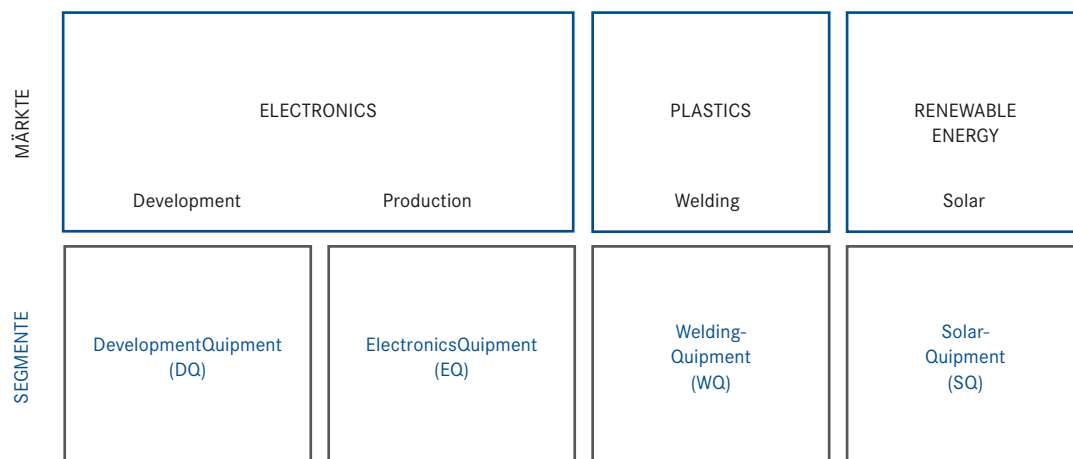 MÄRKTE
ELECTRONICS
Development
Production
PLASTICS
Welding
RENEWABLE
ENERGY
Solar
SEGMENTE
DevelopmentQuipment
(DQ)
ElectronicsQuipment
(EQ)
Welding-
Quipment
(WQ)
Solar-
Quipment
(SQ)